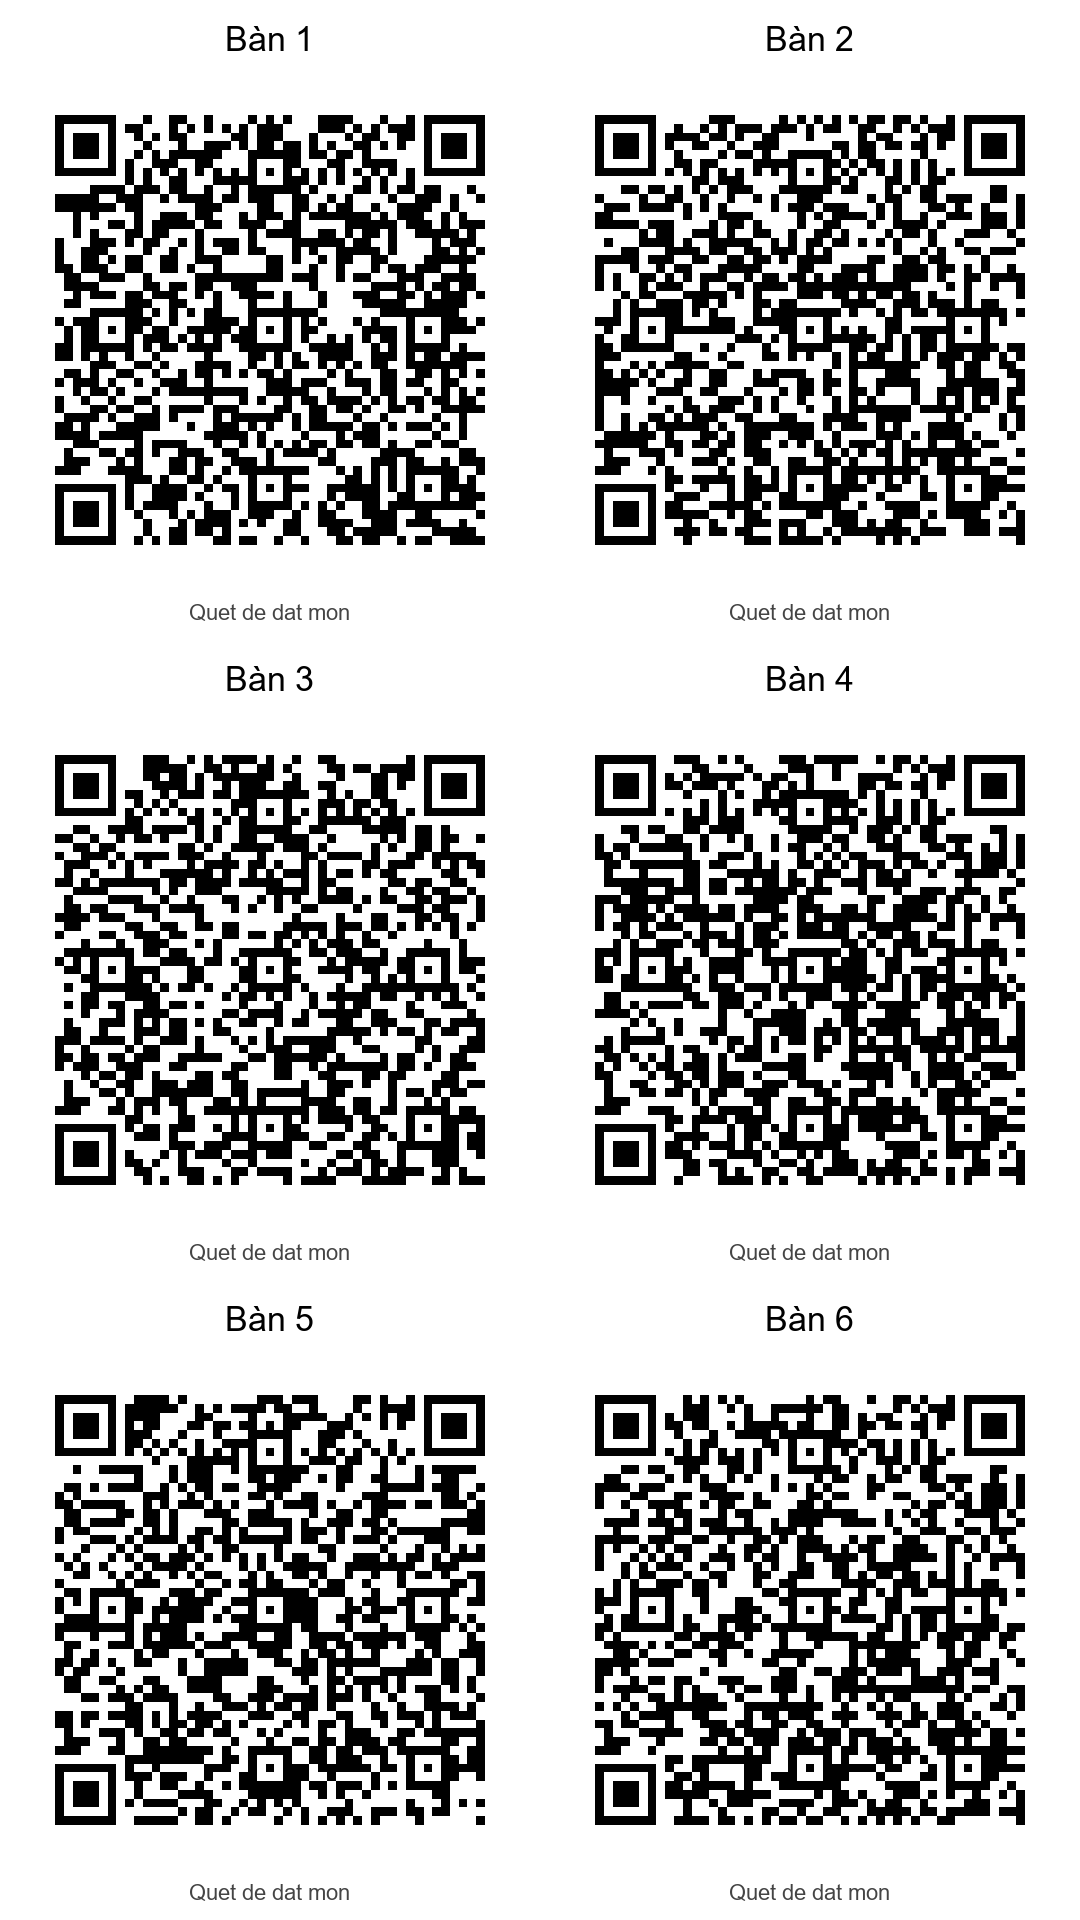 Bàn 1
Bàn 2
Quet de dat mon
Quet de dat mon
Bàn 3
Bàn 4
Quet de dat mon
Quet de dat mon
Bàn 5
Bàn 6
Quet de dat mon
Quet de dat mon